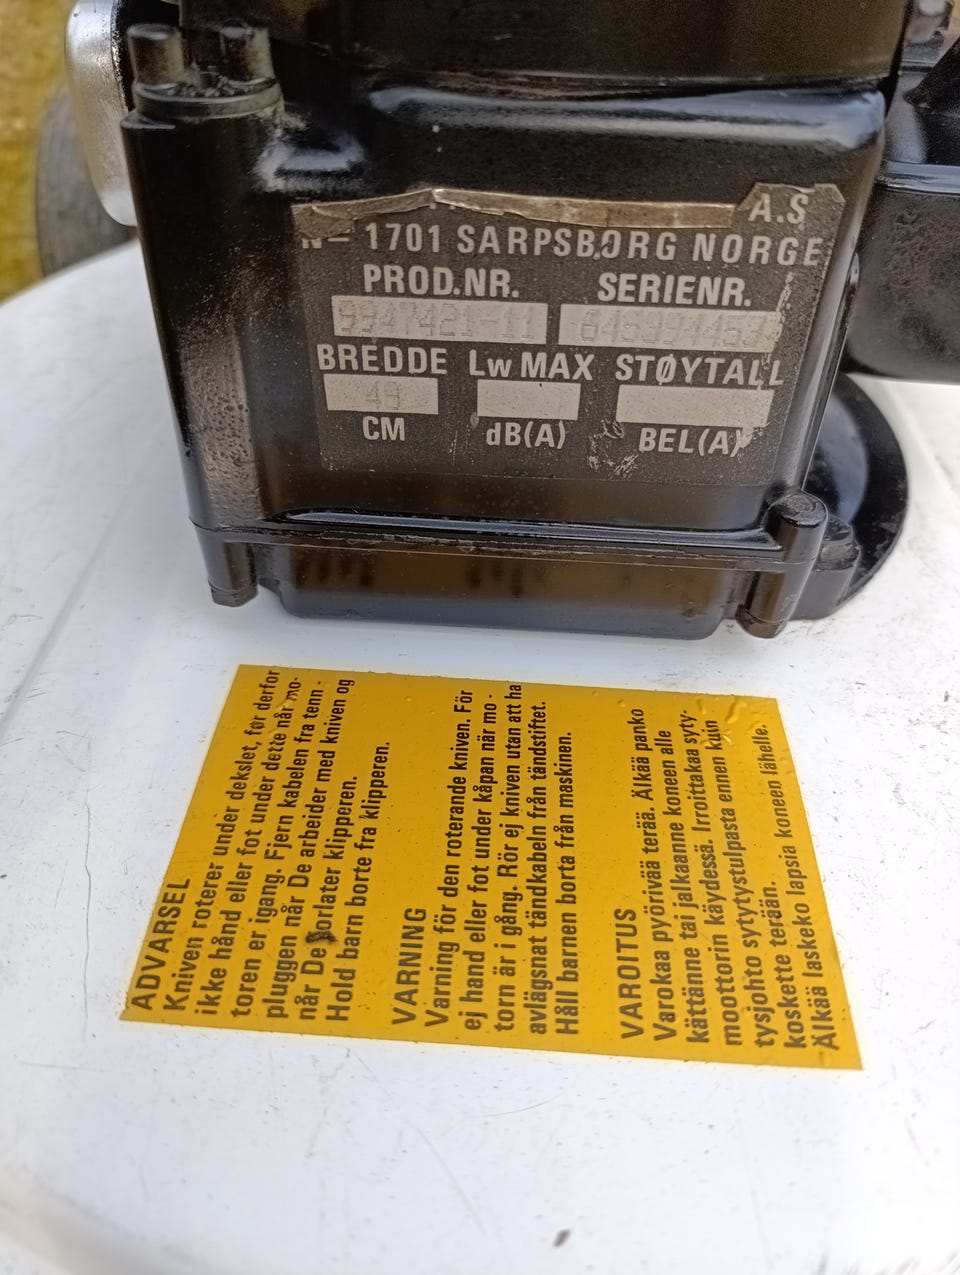 A.S
N- 1701 SARPSBORG NORGE
PROD.NR. SERIENR.
BREDDE LW MAX STØYTALL
CM dB(A) BEL(A)
ADVARSEL
Kniven roterer under dekslet, før derfor
ikke hånd eller fot under dette når mo-
toren er igang. Fjern kabelen fra tenn-
pluggen når De arbeider med kniven og
når De forlater klipperen.
Hold barn borte fra klipperen.
VARNING
Varning för den roterande kniven. För
ej hand eller fot under kåpan när mo-
torn är i gång. Rör ej kniven utan att ha
avlägsnat tändkabeln från tändstiftet.
Håll barnen borta från maskinen.
VAROITUS
Varokaa pyörivää terää. Älkää panko
kättänne tai jalkaanne koneen alle
moottorin käydessä. Irroittakaa syty-
tysjohto sytytystulpasta ennen kuin
koskette terään.
Älkää laskeko lapsia koneen lähelle.